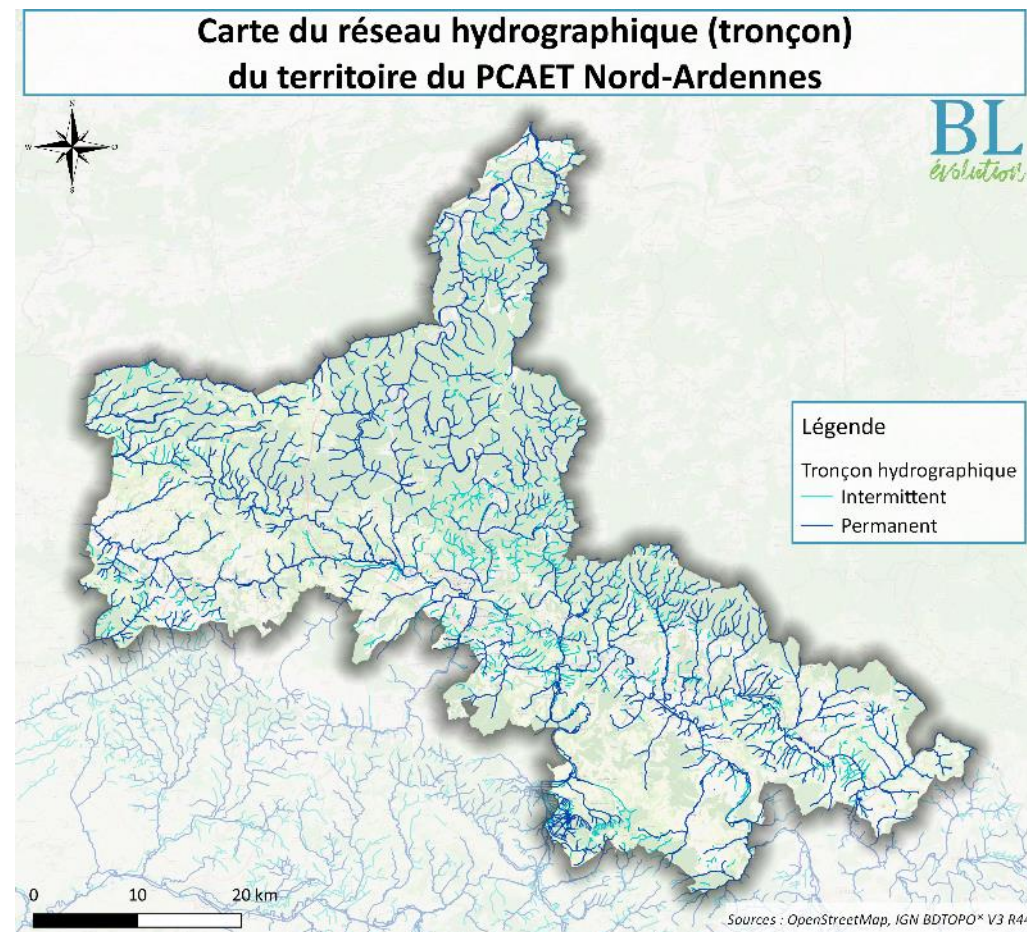 Carte du réseau hydrographique (tronçon)
du territoire du PCAET Nord-Ardennes
N
W
O
S
BL
évolution
Légende
Tronçon hydrographique
Intermittent
Permanent
0 10 20 km
Sources : OpenStreetMap, IGN BDTOPO® V3 R44